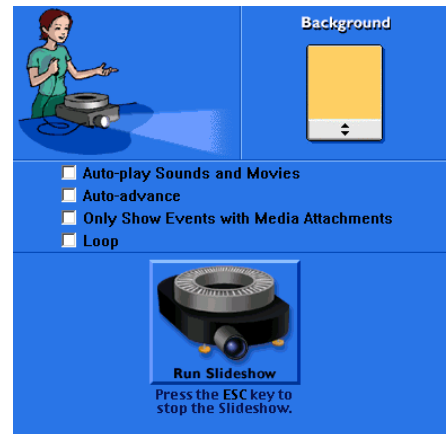 Background
Auto-play Sounds and Movies
Auto-advance
Only Show Events with Media Attachments
Loop
Run Slideshow
Press the ESC key to
stop the Slideshow.